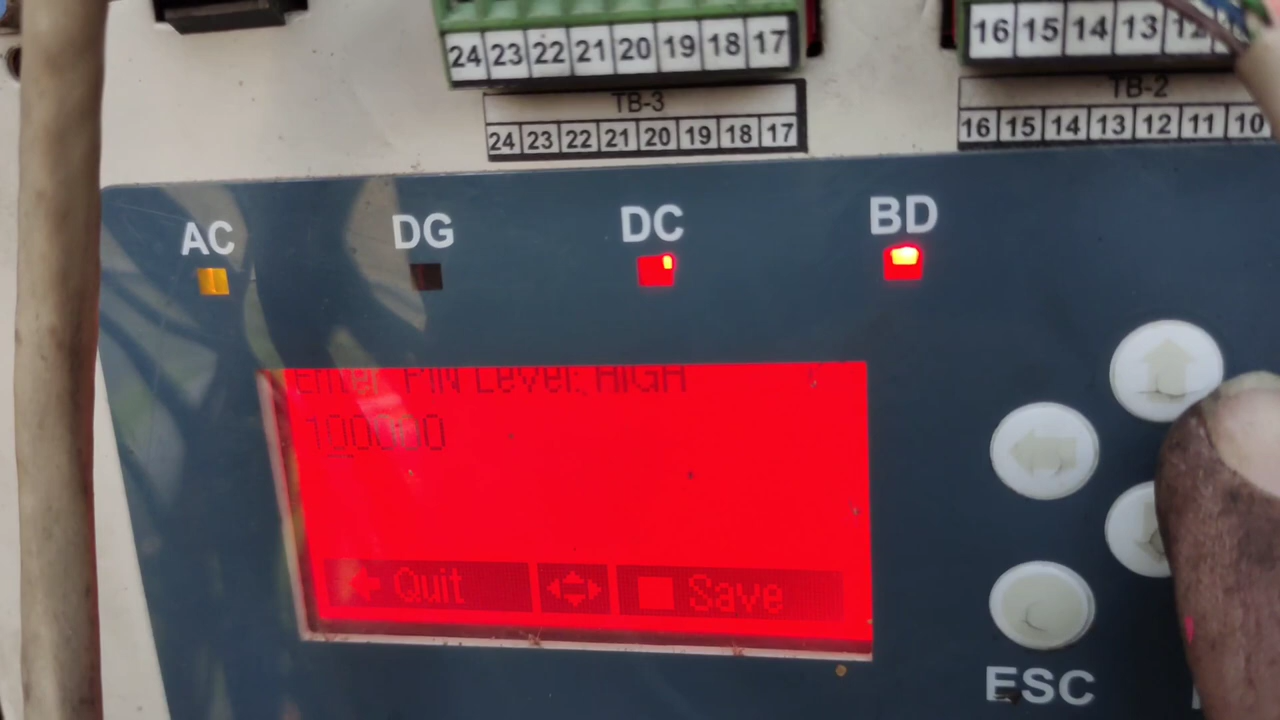 24 23 22 21 20 19 18 17
16 15 14 13 12
TB-3
TB-2
24 23 22 21 20 19 18 17
16 15 14 13 12 11 10
AC
DG
DC
BD
Enter PIN Level: HIGH
100000
Quit
Save
ESC